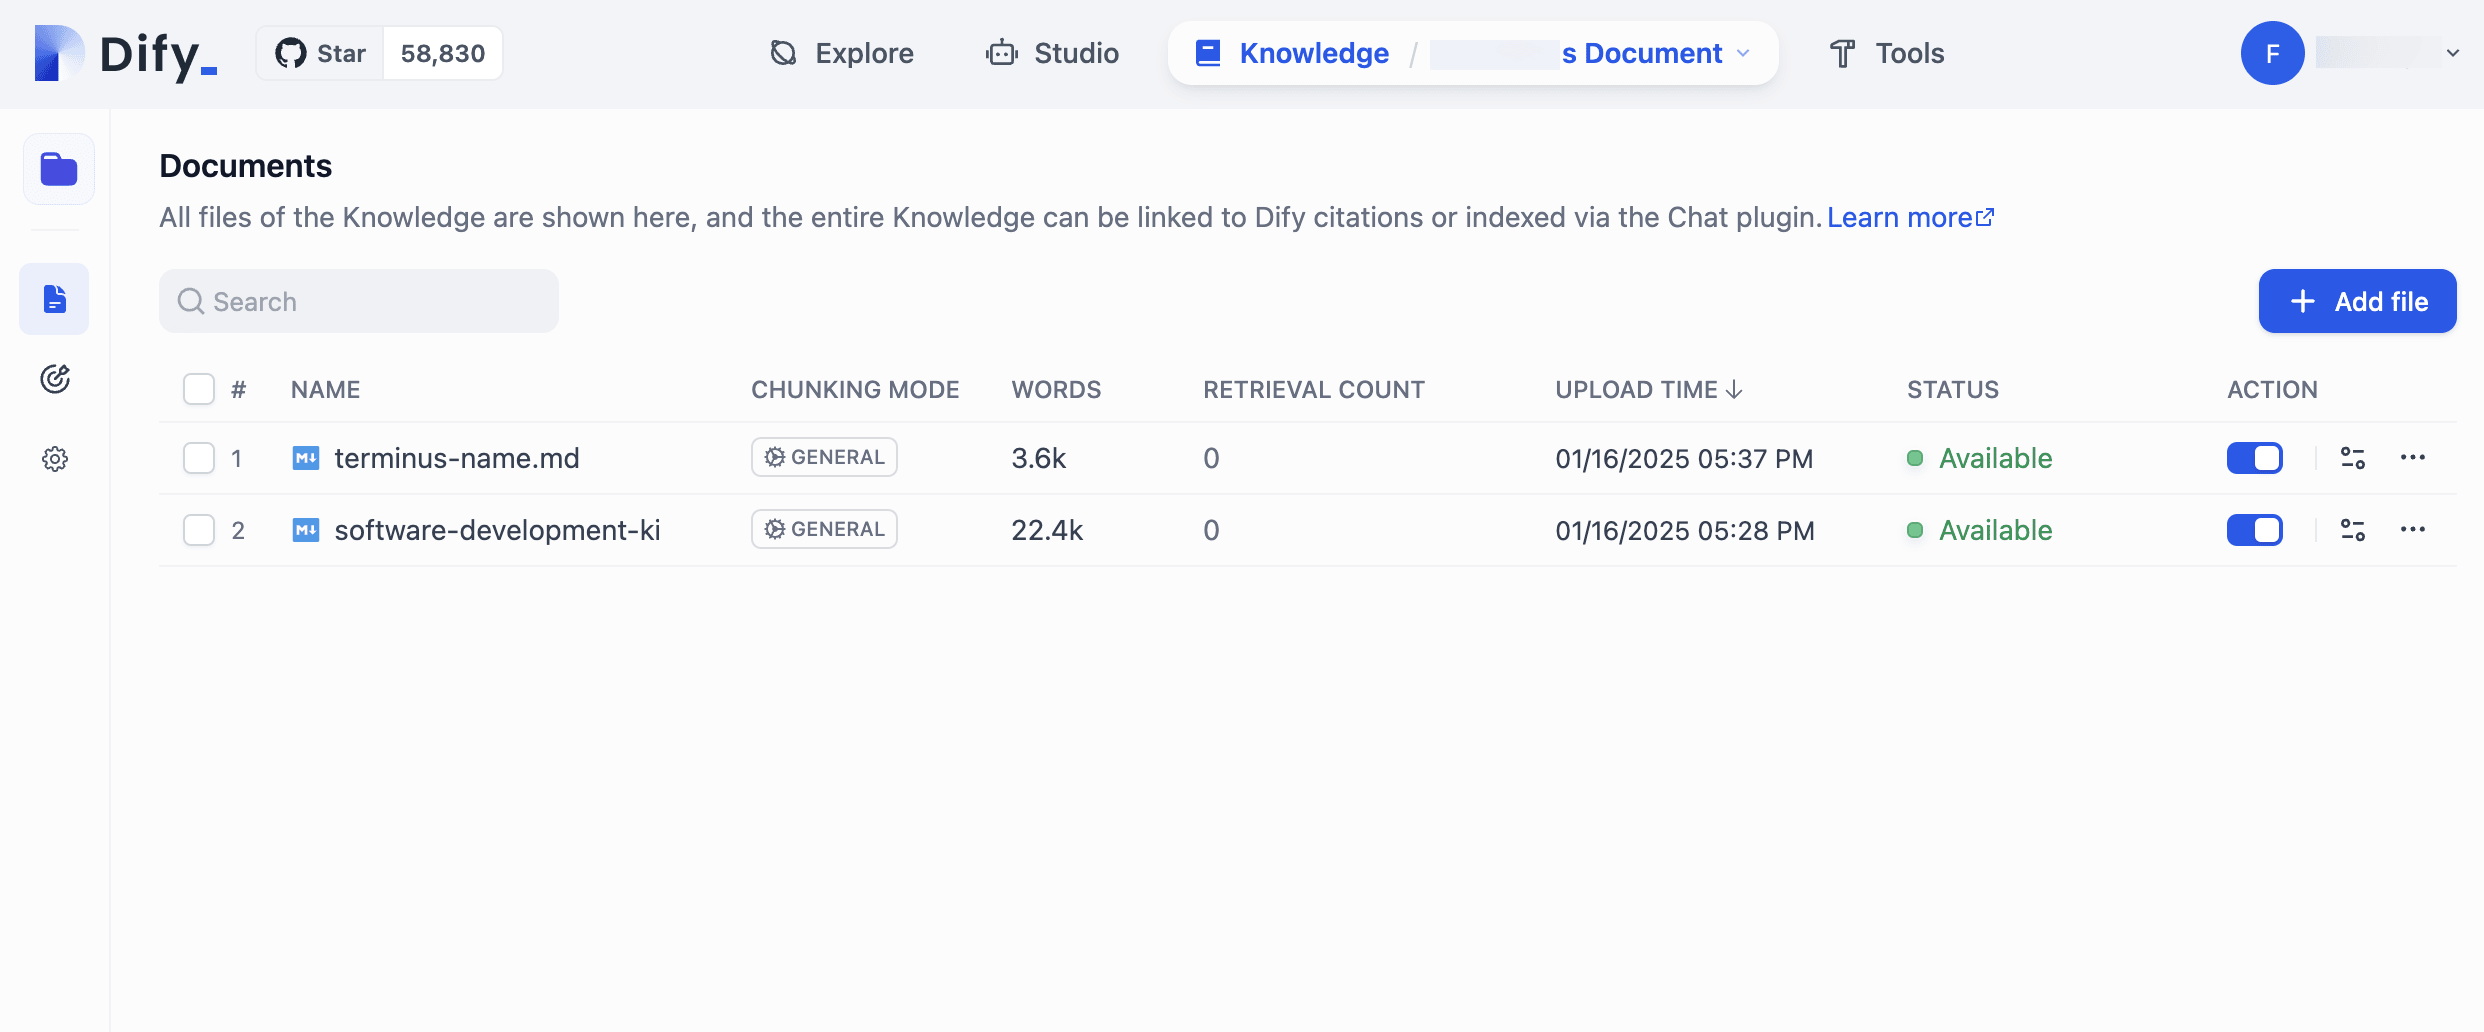 Dify_ Star 58,830 Explore Studio Knowledge / s Document Tools F
Documents
All files of the Knowledge are shown here, and the entire Knowledge can be linked to Dify citations or indexed via the Chat plugin. Learn more
Search
+ Add file
# NAME CHUNKING MODE WORDS RETRIEVAL COUNT UPLOAD TIME ↓ STATUS ACTION
1 M↓ terminus-name.md GENERAL 3.6k 0 01/16/2025 05:37 PM Available ...
2 M↓ software-development-ki GENERAL 22.4k 0 01/16/2025 05:28 PM Available ...